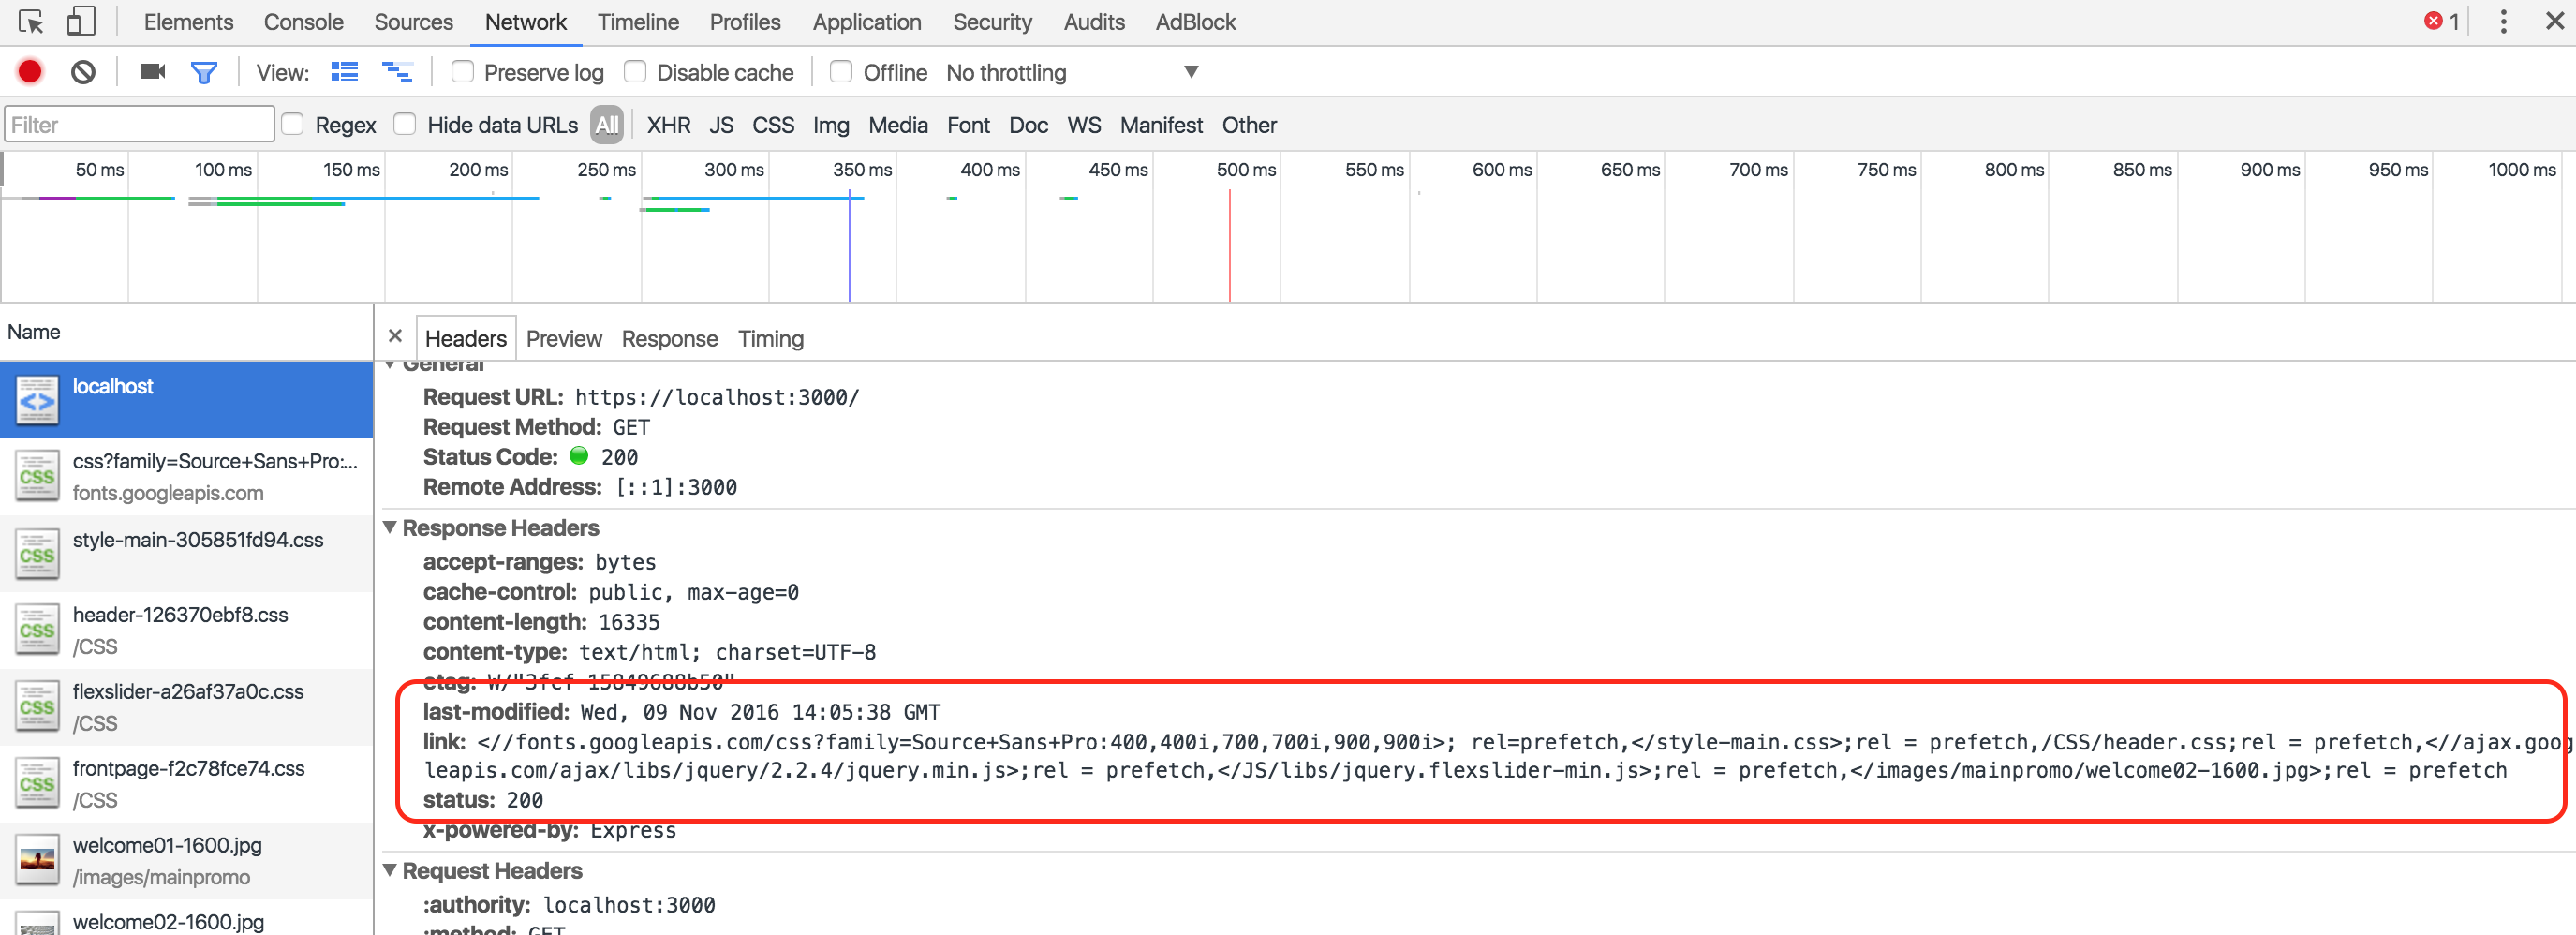 Elements Console Sources Network Timeline Profiles Application Security Audits AdBlock 1
View: Preserve log Disable cache Offline No throttling
Filter Regex Hide data URLs All XHR JS CSS Img Media Font Doc WS Manifest Other
50 ms 100 ms 150 ms 200 ms 250 ms 300 ms 350 ms 400 ms 450 ms 500 ms 550 ms 600 ms 650 ms 700 ms 750 ms 800 ms 850 ms 900 ms 950 ms 1000 ms
Name
localhost
css?family=Source+Sans+Pro:...
fonts.googleapis.com
style-main-305851fd94.css
header-126370ebf8.css
/CSS
flexslider-a26af37a0c.css
/CSS
frontpage-f2c78fce74.css
/CSS
welcome01-1600.jpg
/images/mainpromo
welcome02-1600.jpg
Headers Preview Response Timing
General
Request URL: https://localhost:3000/
Request Method: GET
Status Code: 200
Remote Address: [::1]:3000
Response Headers
accept-ranges: bytes
cache-control: public, max-age=0
content-length: 16335
content-type: text/html; charset=UTF-8
etag: W/"3fcf-15849688b50"
last-modified: Wed, 09 Nov 2016 14:05:38 GMT
link: <//fonts.googleapis.com/css?family=Source+Sans+Pro:400,400i,700,700i,900,900i>; rel=prefetch,</style-main.css>;rel = prefetch,/CSS/header.css;rel = prefetch,<//ajax.goog
leapis.com/ajax/libs/jquery/2.2.4/jquery.min.js>;rel = prefetch,</JS/libs/jquery.flexslider-min.js>;rel = prefetch,</images/mainpromo/welcome02-1600.jpg>;rel = prefetch
status: 200
x-powered-by: Express
Request Headers
:authority: localhost:3000
:method: GET